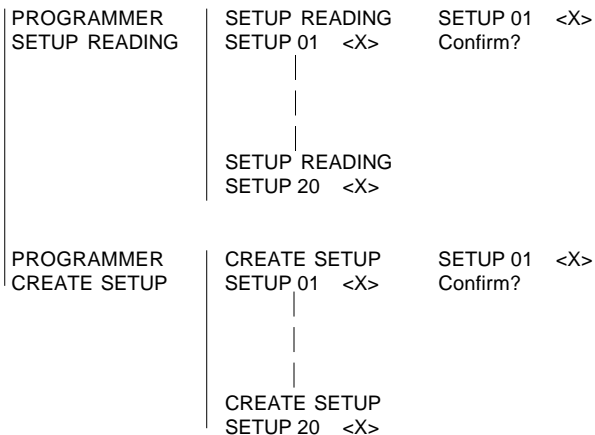 PROGRAMMER SETUP READING SETUP 01 <X>
SETUP READING SETUP 01 <X> Confirm?
SETUP READING
SETUP 20 <X>
PROGRAMMER CREATE SETUP SETUP 01 <X>
CREATE SETUP SETUP 01 <X> Confirm?
CREATE SETUP
SETUP 20 <X>